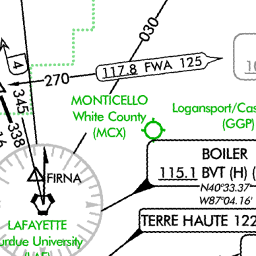 030
4
270
117.8 FWA 125
345
338
MONTICELLO
White County
(MCX)
Logansport/Cas
(GGP)
BOILER
115.1 BVT (H) (
N40°33.37
W87°04.16'
FIRNA
TERRE HAUTE 122
LAFAYETTE
urdue University
(LAF)